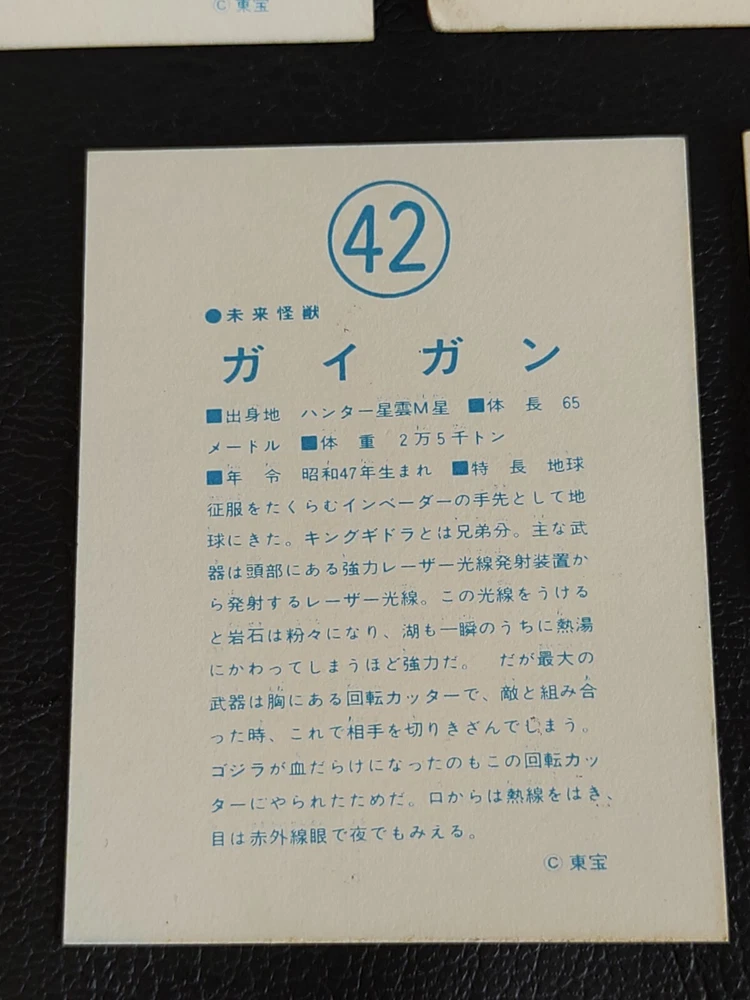 Ⓒ 東宝
42
●未来怪獣
ガイガン
■出身地 ハンター星雲M星 ■体 長 65
メードル ■体 重 2万5千トン
■年 令 昭和47年生まれ ■特 長 地球
征服をたくらむインベーダーの手先として地
球にきた。キングギドラとは兄弟分。主な武
器は頭部にある強力レーザー光線発射装置か
ら発射するレーザー光線。この光線をうける
と岩石は粉々になり、湖も一瞬のうちに熱湯
にかわってしまうほど強力だ。 だが最大の
武器は胸にある回転カッターで、敵と組み合
った時、これで相手を切りきざんでしまう。
ゴジラが血だらけになったのもこの回転カッ
ターにやられたためだ。口からは熱線をはき、
目は赤外線眼で夜でもみえる。
Ⓒ 東宝